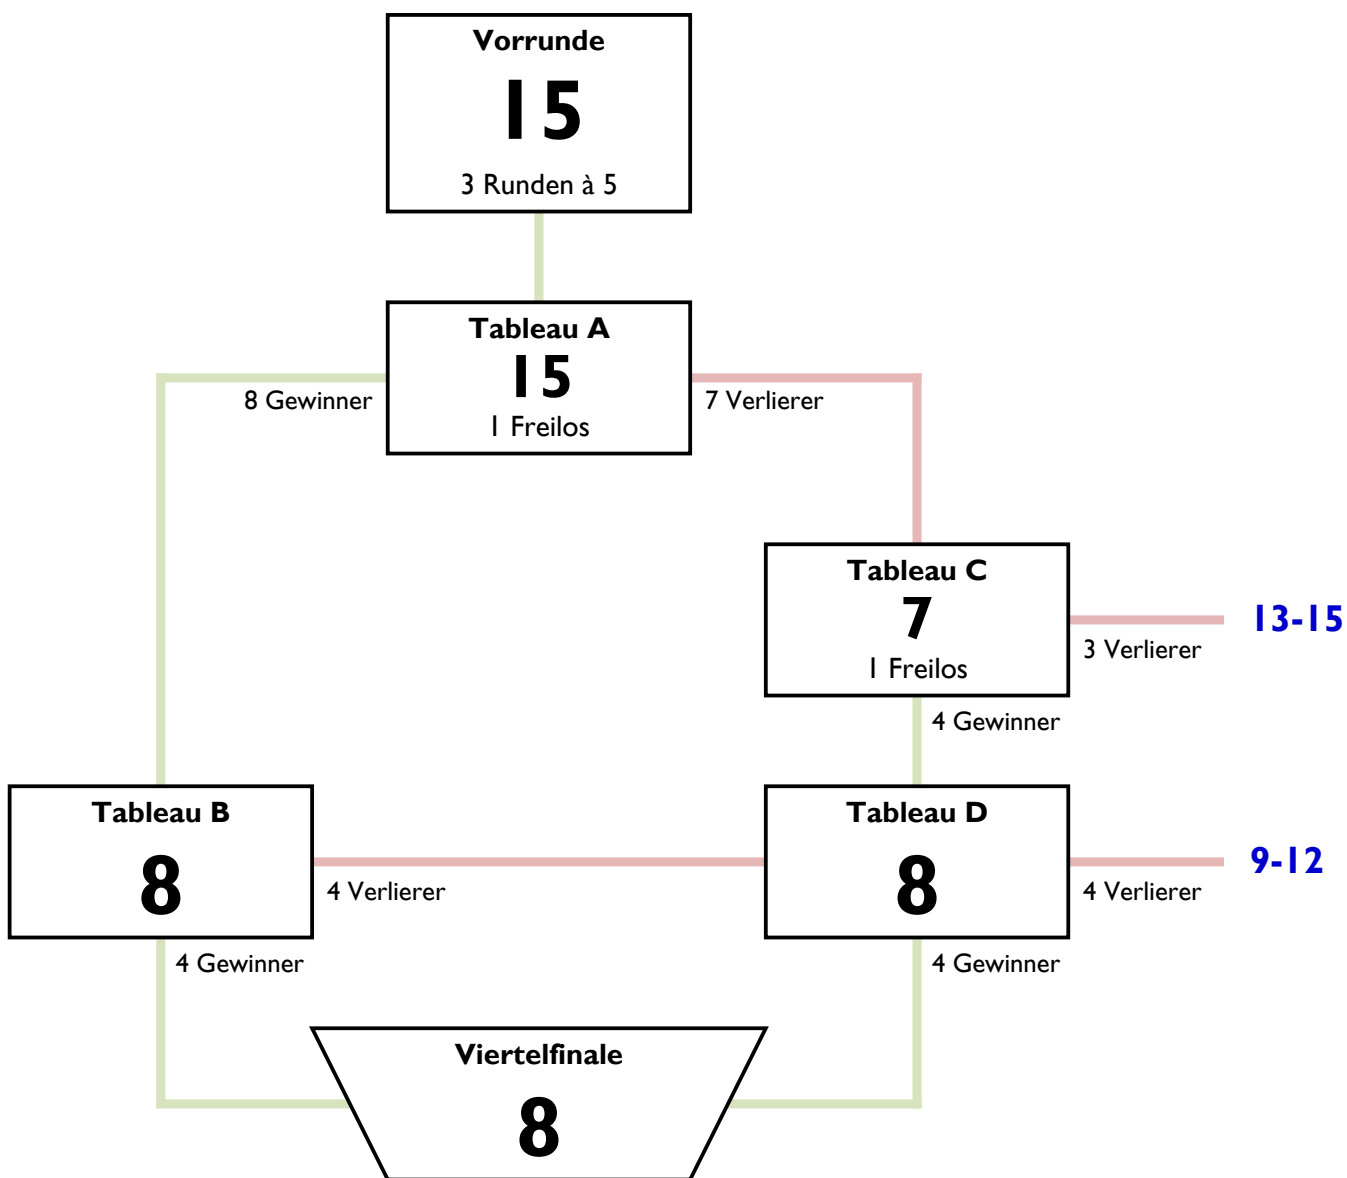 Vorrunde
15
3 Runden à 5
Tableau A
15
1 Freilos
8 Gewinner
7 Verlierer
Tableau C
7
1 Freilos
3 Verlierer
13-15
4 Gewinner
Tableau B
8
4 Verlierer
4 Gewinner
Tableau D
8
4 Verlierer
9-12
4 Gewinner
Viertelfinale
8